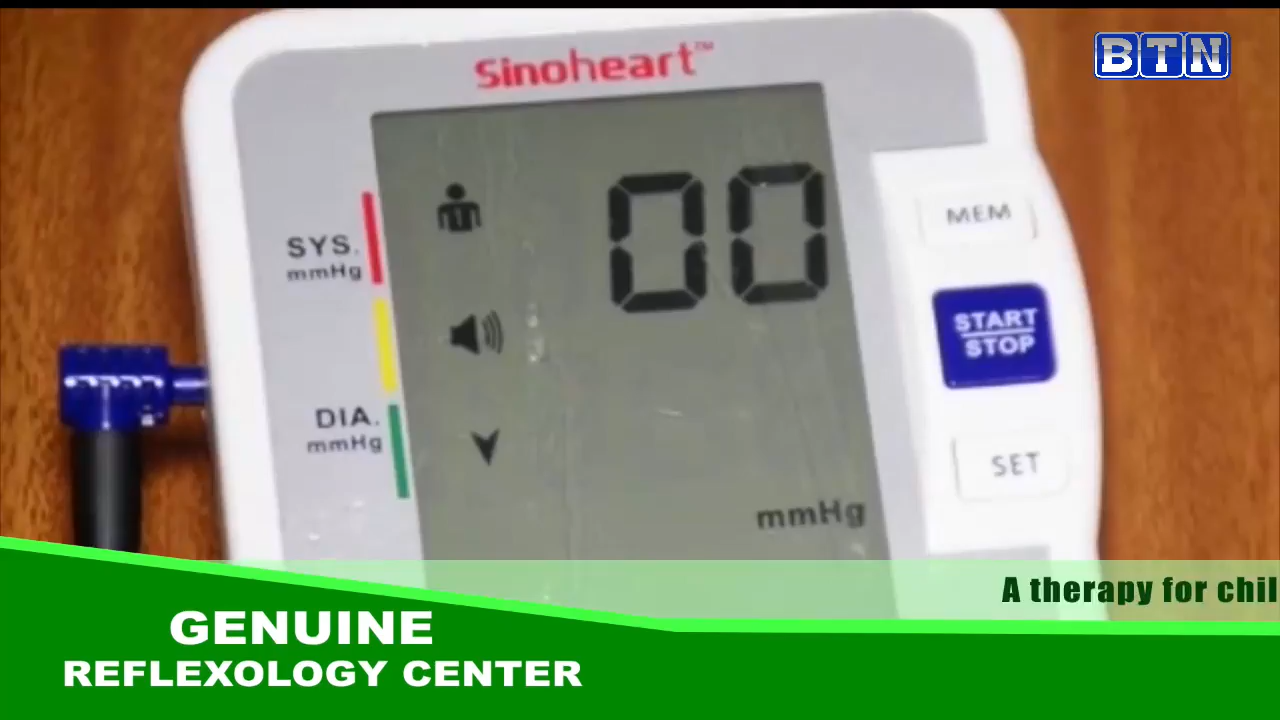 Sinoheart™
BTN
00
SYS.
mmHg
DIA.
mmHg
mmHg
MEM
START
STOP
SET
A therapy for chil
GENUINE
REFLEXOLOGY CENTER